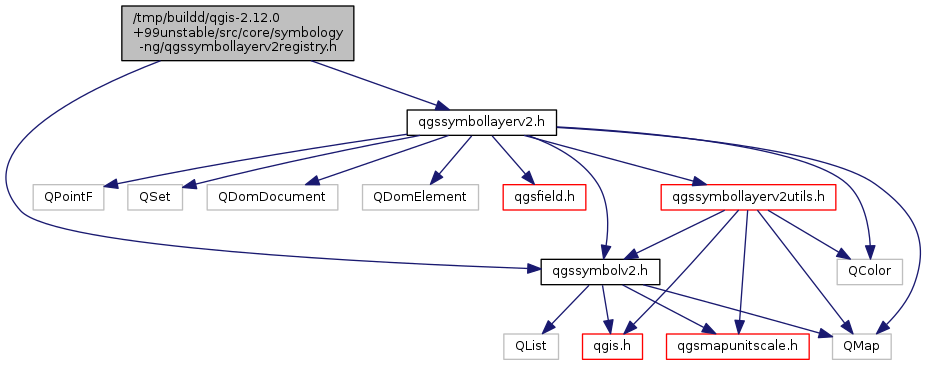 /tmp/buildd/qgis-2.12.0
+99unstable/src/core/symbology
-ng/qgssymbollayerv2registry.h
qgssymbollayerv2.h
QPointF
QSet
QDomDocument
QDomElement
qgsfield.h
qgssymbollayerv2utils.h
qgssymbolv2.h
QColor
QList
qgis.h
qgsmapunitscale.h
QMap